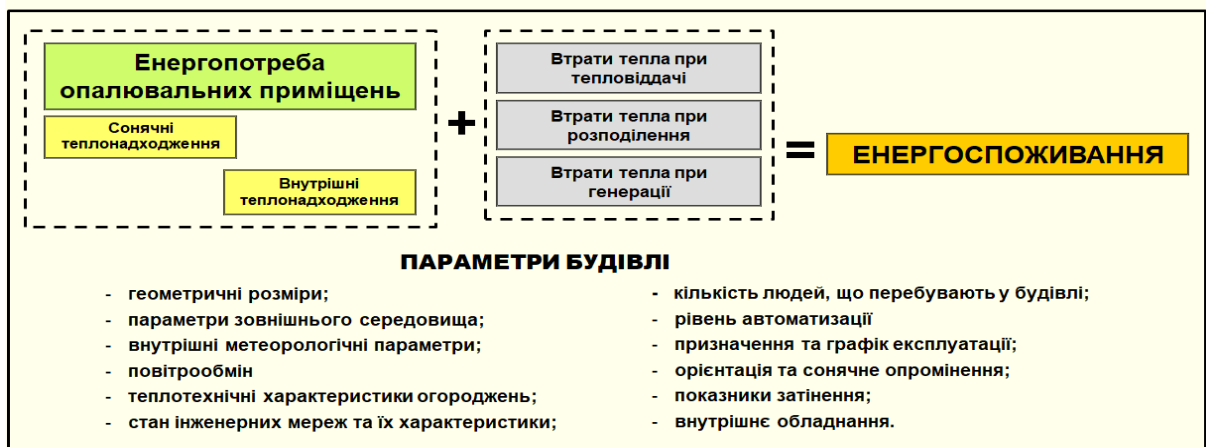 Енергопотреба
опалювальних приміщень
Сонячні
теплонадходження
Внутрішні
теплонадходження
+
Втрати тепла при
тепловіддачі
Втрати тепла при
розподілення
Втрати тепла при
генерації
=
ЕНЕРГОСПОЖИВАННЯ
ПАРАМЕТРИ БУДІВЛІ
- геометричні розміри;
- параметри зовнішнього середовища;
- внутрішні метеорологічні параметри;
- повітрообмін
- теплотехнічні характеристики огороджень;
- стан інженерних мереж та їх характеристики;
- кількість людей, що перебувають у будівлі;
- рівень автоматизації
- призначення та графік експлуатації;
- орієнтація та сонячне опромінення;
- показники затінення;
- внутрішнє обладнання.